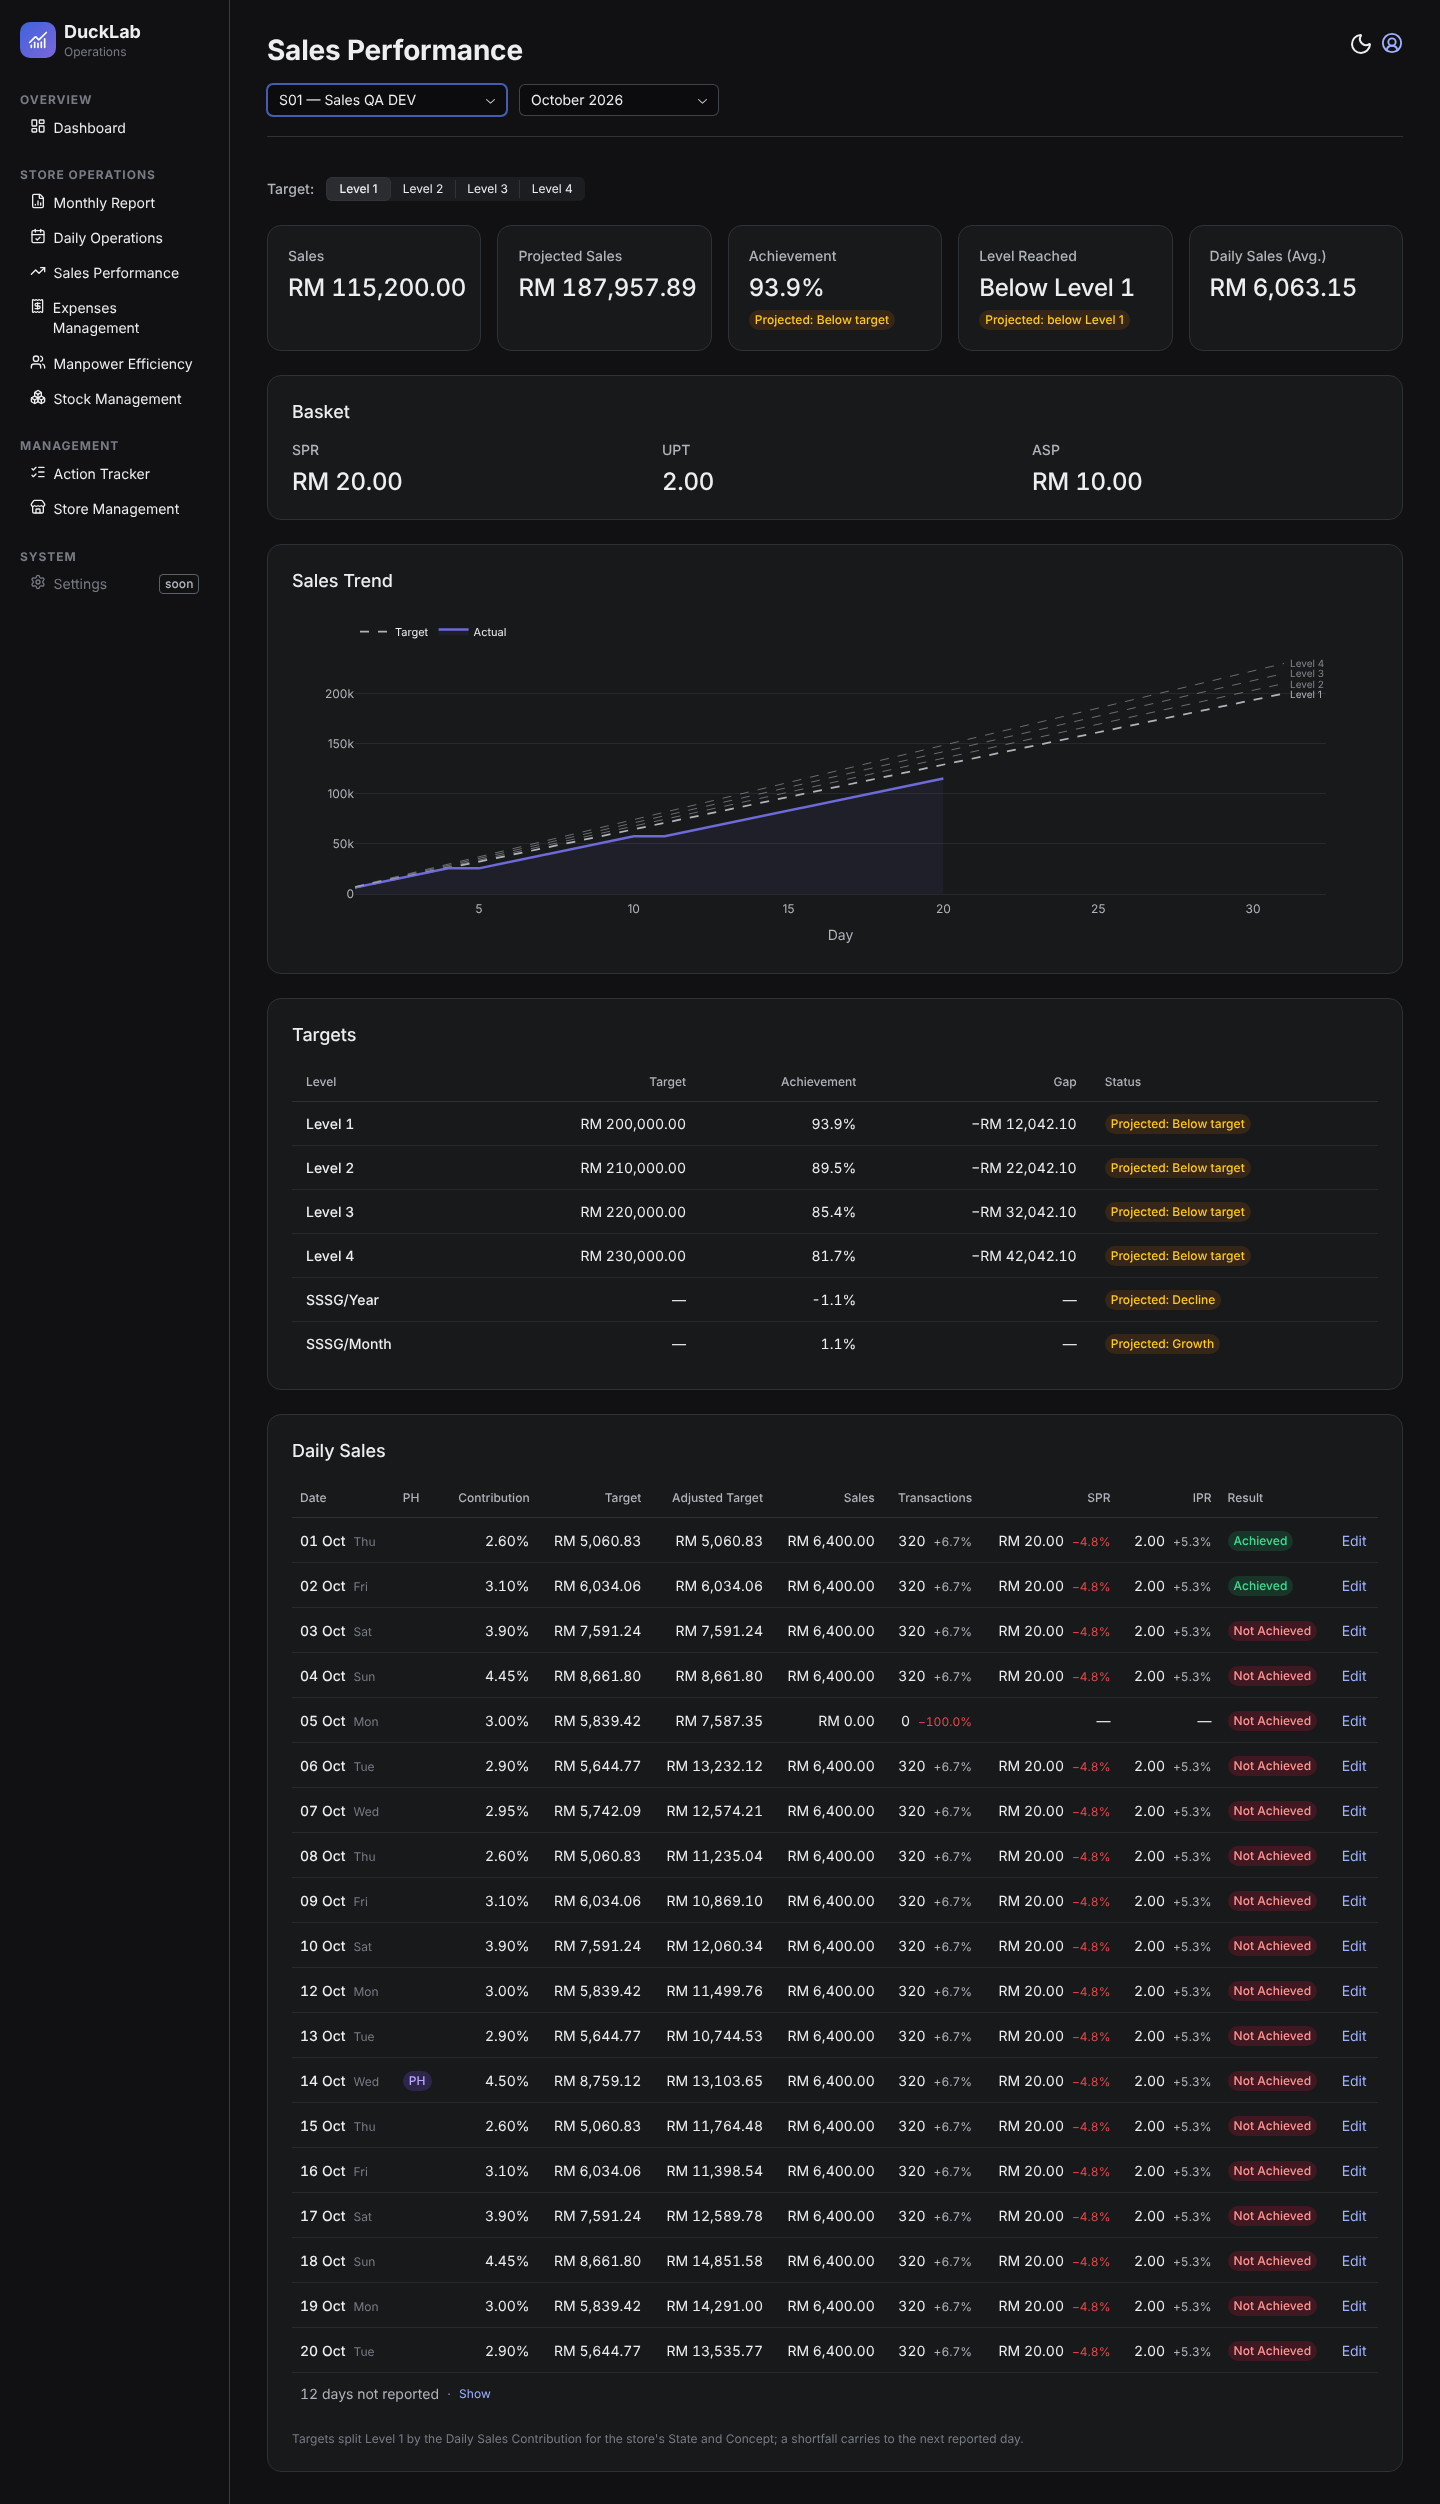 DuckLab
Operations
OVERVIEW
Dashboard
STORE OPERATIONS
Monthly Report
Daily Operations
Sales Performance
Expenses
Management
Manpower Efficiency
Stock Management
MANAGEMENT
Action Tracker
Store Management
SYSTEM
Settings soon
Sales Performance
S01 — Sales QA DEV October 2026
Target: Level 1 Level 2 Level 3 Level 4
Sales
RM 115,200.00
Projected Sales
RM 187,957.89
Achievement
93.9%
Projected: Below target
Level Reached
Below Level 1
Projected: below Level 1
Daily Sales (Avg.)
RM 6,063.15
Basket
SPR UPT ASP
RM 20.00 2.00 RM 10.00
Sales Trend
Target Actual
Level 4
Level 3
Level 2
Level 1
200k
150k
100k
50k
0
5 10 15 20 25 30
Day
Targets
Level Target Achievement Gap Status
Level 1 RM 200,000.00 93.9% −RM 12,042.10 Projected: Below target
Level 2 RM 210,000.00 89.5% −RM 22,042.10 Projected: Below target
Level 3 RM 220,000.00 85.4% −RM 32,042.10 Projected: Below target
Level 4 RM 230,000.00 81.7% −RM 42,042.10 Projected: Below target
SSSG/Year — -1.1% — Projected: Decline
SSSG/Month — 1.1% — Projected: Growth
Daily Sales
Date PH Contribution Target Adjusted Target Sales Transactions SPR IPR Result
01 Oct Thu 2.60% RM 5,060.83 RM 5,060.83 RM 6,400.00 320 +6.7% RM 20.00 −4.8% 2.00 +5.3% Achieved Edit
02 Oct Fri 3.10% RM 6,034.06 RM 6,034.06 RM 6,400.00 320 +6.7% RM 20.00 −4.8% 2.00 +5.3% Achieved Edit
03 Oct Sat 3.90% RM 7,591.24 RM 7,591.24 RM 6,400.00 320 +6.7% RM 20.00 −4.8% 2.00 +5.3% Not Achieved Edit
04 Oct Sun 4.45% RM 8,661.80 RM 8,661.80 RM 6,400.00 320 +6.7% RM 20.00 −4.8% 2.00 +5.3% Not Achieved Edit
05 Oct Mon 3.00% RM 5,839.42 RM 7,587.35 RM 0.00 0 −100.0% — — Not Achieved Edit
06 Oct Tue 2.90% RM 5,644.77 RM 13,232.12 RM 6,400.00 320 +6.7% RM 20.00 −4.8% 2.00 +5.3% Not Achieved Edit
07 Oct Wed 2.95% RM 5,742.09 RM 12,574.21 RM 6,400.00 320 +6.7% RM 20.00 −4.8% 2.00 +5.3% Not Achieved Edit
08 Oct Thu 2.60% RM 5,060.83 RM 11,235.04 RM 6,400.00 320 +6.7% RM 20.00 −4.8% 2.00 +5.3% Not Achieved Edit
09 Oct Fri 3.10% RM 6,034.06 RM 10,869.10 RM 6,400.00 320 +6.7% RM 20.00 −4.8% 2.00 +5.3% Not Achieved Edit
10 Oct Sat 3.90% RM 7,591.24 RM 12,060.34 RM 6,400.00 320 +6.7% RM 20.00 −4.8% 2.00 +5.3% Not Achieved Edit
12 Oct Mon 3.00% RM 5,839.42 RM 11,499.76 RM 6,400.00 320 +6.7% RM 20.00 −4.8% 2.00 +5.3% Not Achieved Edit
13 Oct Tue 2.90% RM 5,644.77 RM 10,744.53 RM 6,400.00 320 +6.7% RM 20.00 −4.8% 2.00 +5.3% Not Achieved Edit
14 Oct Wed PH 4.50% RM 8,759.12 RM 13,103.65 RM 6,400.00 320 +6.7% RM 20.00 −4.8% 2.00 +5.3% Not Achieved Edit
15 Oct Thu 2.60% RM 5,060.83 RM 11,764.48 RM 6,400.00 320 +6.7% RM 20.00 −4.8% 2.00 +5.3% Not Achieved Edit
16 Oct Fri 3.10% RM 6,034.06 RM 11,398.54 RM 6,400.00 320 +6.7% RM 20.00 −4.8% 2.00 +5.3% Not Achieved Edit
17 Oct Sat 3.90% RM 7,591.24 RM 12,589.78 RM 6,400.00 320 +6.7% RM 20.00 −4.8% 2.00 +5.3% Not Achieved Edit
18 Oct Sun 4.45% RM 8,661.80 RM 14,851.58 RM 6,400.00 320 +6.7% RM 20.00 −4.8% 2.00 +5.3% Not Achieved Edit
19 Oct Mon 3.00% RM 5,839.42 RM 14,291.00 RM 6,400.00 320 +6.7% RM 20.00 −4.8% 2.00 +5.3% Not Achieved Edit
20 Oct Tue 2.90% RM 5,644.77 RM 13,535.77 RM 6,400.00 320 +6.7% RM 20.00 −4.8% 2.00 +5.3% Not Achieved Edit
12 days not reported · Show
Targets split Level 1 by the Daily Sales Contribution for the store's State and Concept; a shortfall carries to the next reported day.